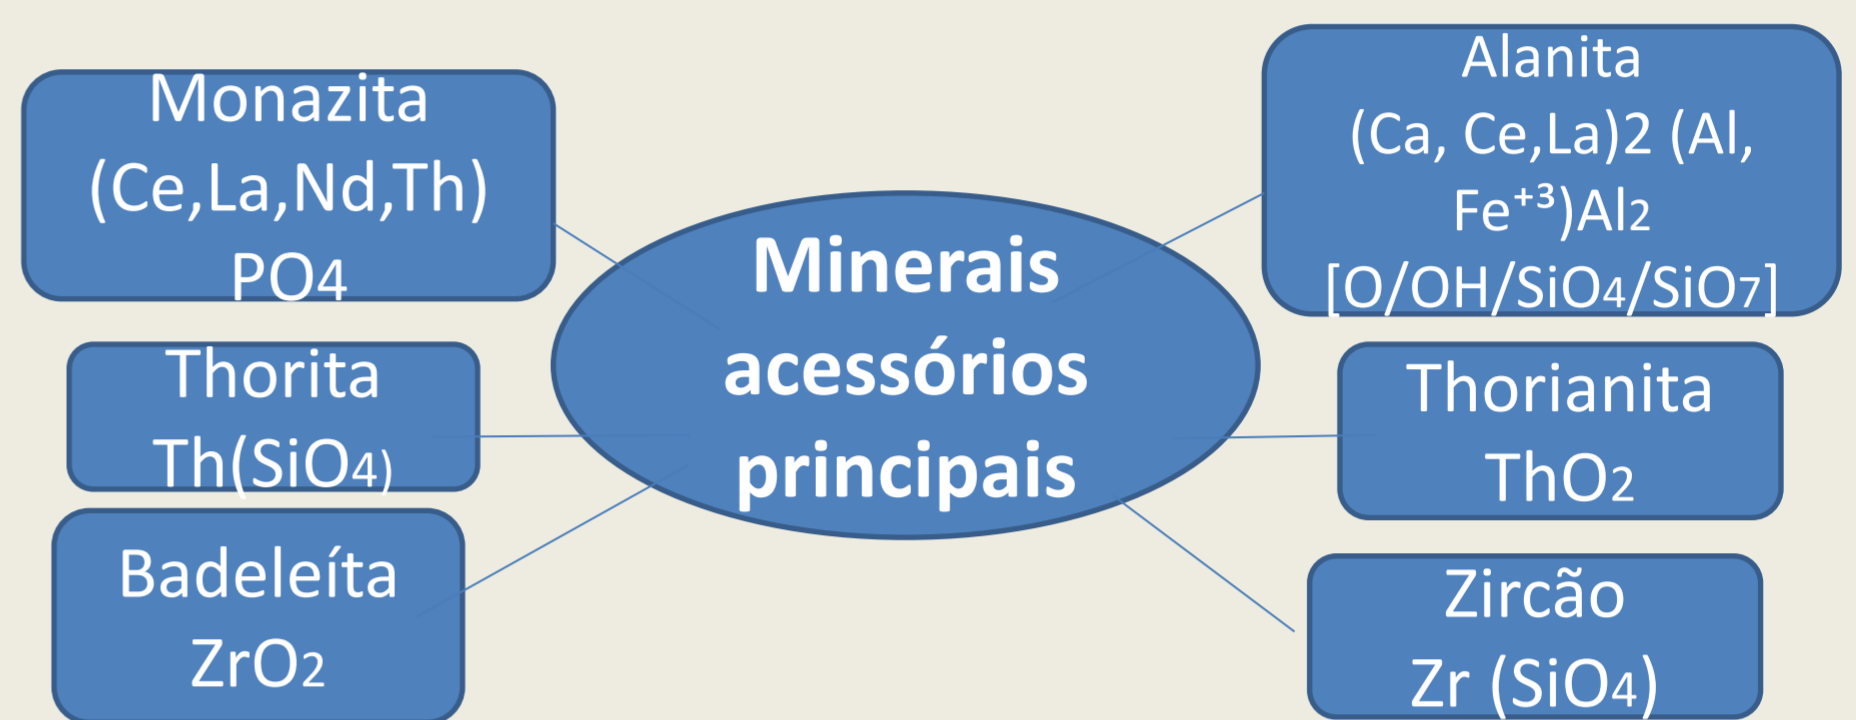 Monazita
(Ce,La,Nd,Th)
PO4
Thorita
Th(SiO4)
Badeleíta
ZrO2
Minerais
acessórios
principais
Alanita
(Ca, Ce,La)2 (Al,
Fe⁺³)Al2
[O/OH/SiO4/SiO7]
Thorianita
ThO2
Zircão
Zr (SiO4)